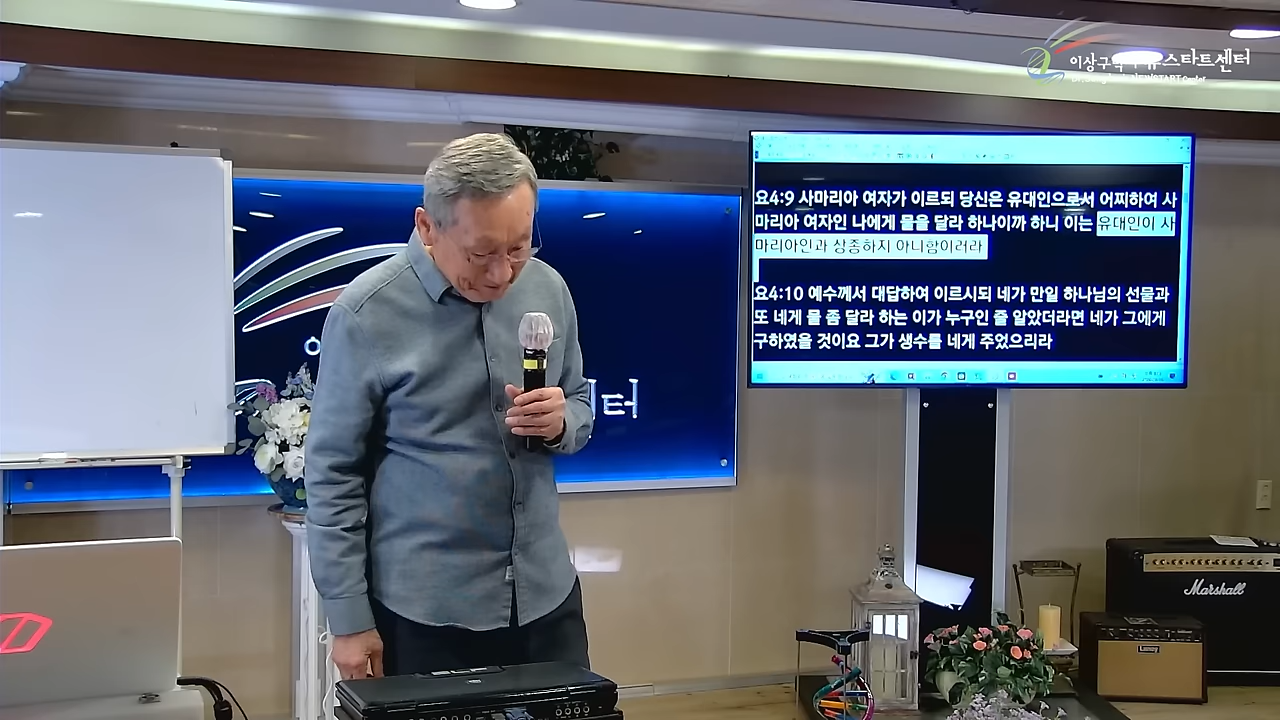 이상구
뉴스타트센터
요4:9 사마리아 여자가 이르되 당신은 유대인으로서 어찌하여 사
마리아 여자인 나에게 물을 달라 하나이까 하니 이는 유대인이 사
마리아인과 상종하지 아니함이러라
요4:10 예수께서 대답하여 이르시되 네가 만일 하나님의 선물과
또 네게 물 좀 달라 하는 이가 누구인 줄 알았더라면 네가 그에게
구하였을 것이요 그가 생수를 네게 주었으리라
터
Marshall
Laney